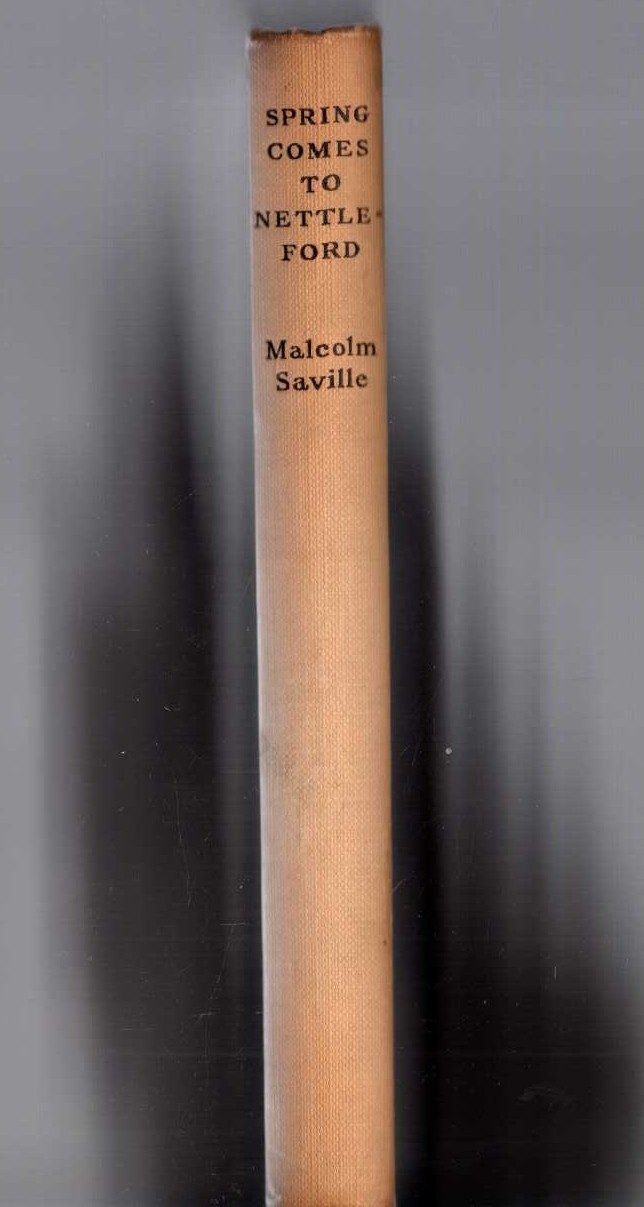 SPRING
COMES
TO
NETTLE-
FORD
Malcolm
Saville